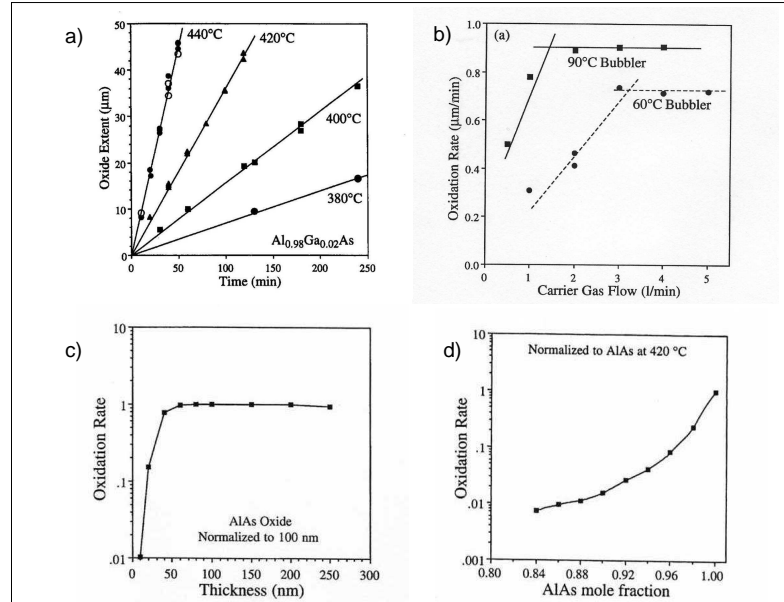 a)
440°C
420°C
400°C
380°C
Al0.98Ga0.02As
Oxide Extent (μm)
60
50
40
30
20
10
0
0 50 100 150 200 250
Time (min)
b)
(a)
90°C Bubbler
60°C Bubbler
Oxidation Rate (μm/min)
1.0
0.8
0.6
0.4
0.2
0
0 1 2 3 4 5
Carrier Gas Flow (l/min)
c)
Oxidation Rate
10
1
.1
.01
AlAs Oxide
Normalized to 100 nm
0 50 100 150 200 250 300
Thickness (nm)
d)
Normalized to AlAs at 420 °C
Oxidation Rate
10
1
.1
.01
.001
0.80 0.84 0.88 0.92 0.96 1.00
AlAs mole fraction